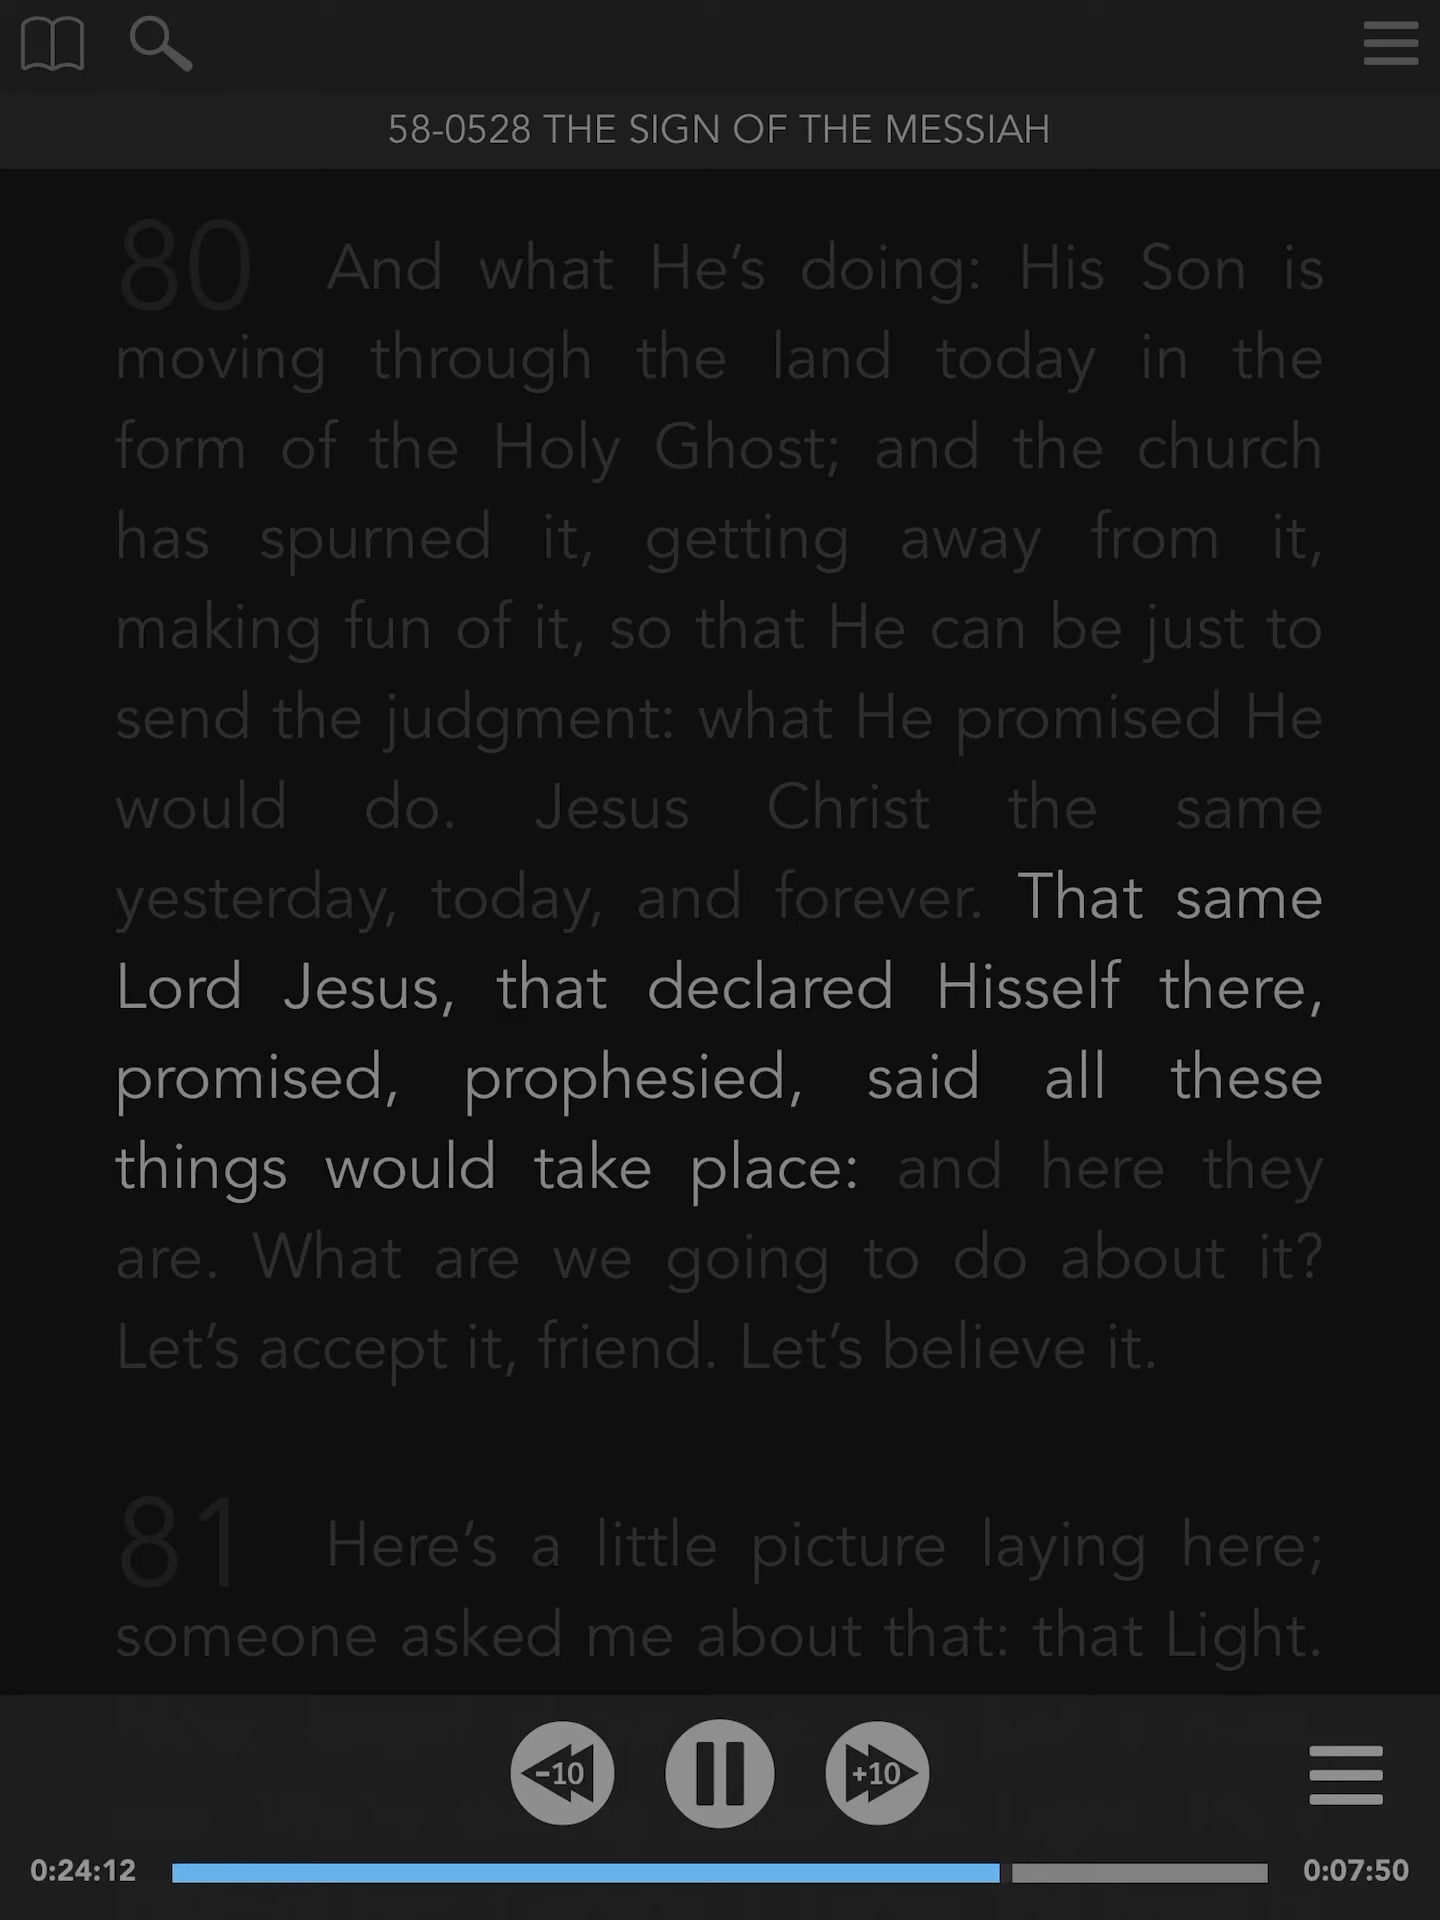 58-0528 THE SIGN OF THE MESSIAH
80 And what He’s doing: His Son is
moving through the land today in the
form of the Holy Ghost; and the church
has spurned it, getting away from it,
making fun of it, so that He can be just to
send the judgment: what He promised He
would do. Jesus Christ the same
yesterday, today, and forever. That same
Lord Jesus, that declared Hisself there,
promised, prophesied, said all these
things would take place: and here they
are. What are we going to do about it?
Let’s accept it, friend. Let’s believe it.
81 Here’s a little picture laying here;
someone asked me about that: that Light.
-10 +10
0:24:12 0:07:50